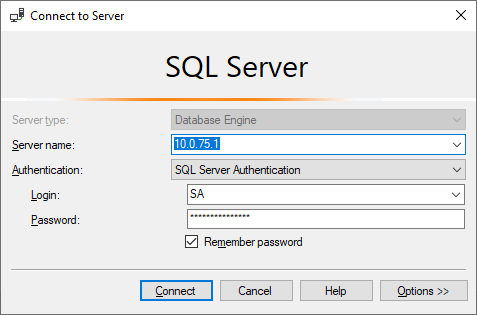 Connect to Server
SQL Server
Server type: Database Engine
Server name: 10.0.75.1
Authentication: SQL Server Authentication
Login: SA
Password: **************
Remember password
Connect Cancel Help Options >>